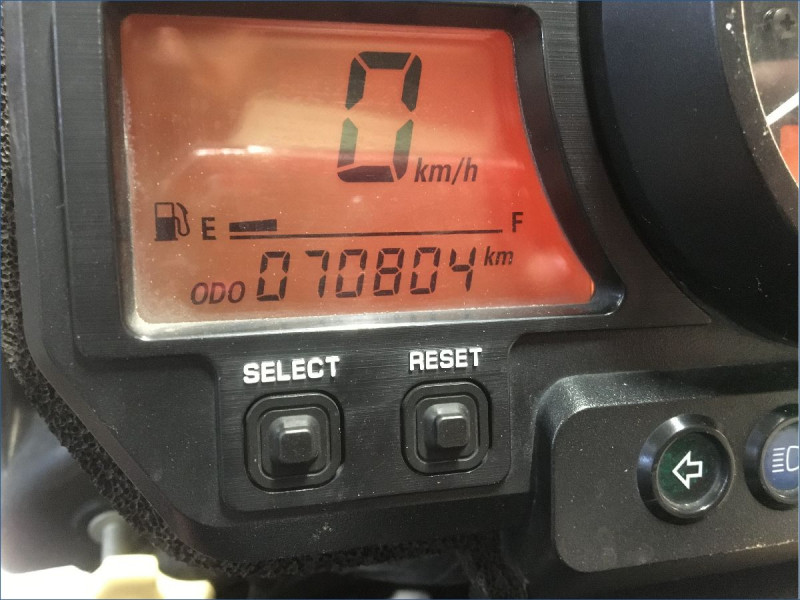 0 km/h
E F
ODO 070804 km
SELECT RESET